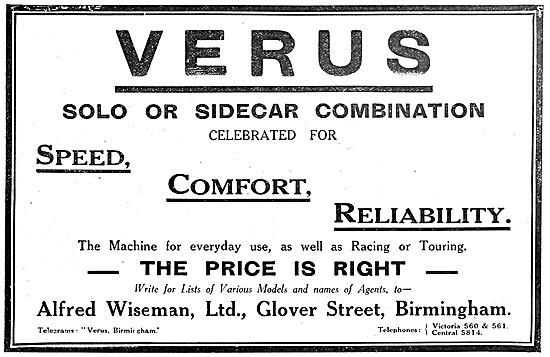 VERUS
SOLO OR SIDECAR COMBINATION
CELEBRATED FOR
SPEED,
COMFORT,
RELIABILITY.
The Machine for everyday use, as well as Racing or Touring.
— THE PRICE IS RIGHT —
Write for Lists of Various Models and names of Agents, to—
Alfred Wiseman, Ltd., Glover Street, Birmingham.
Telegrams: "Verus, Birmingham." Telephones: { Victoria 560 & 561.
Central 5814.